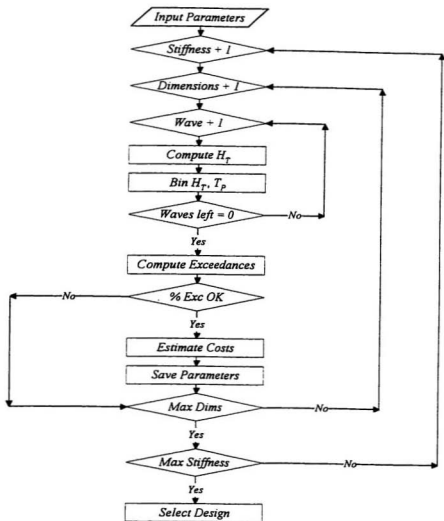 Input Parameters
Stiffness + 1
Dimensions + 1
Wave + 1
Compute H_T
Bin H_T, T_P
Waves left = 0
No
Yes
Compute Exceedances
No
% Exc OK
Yes
Estimate Costs
Save Parameters
Max Dims
No
Yes
Max Stiffness
No
Yes
Select Design